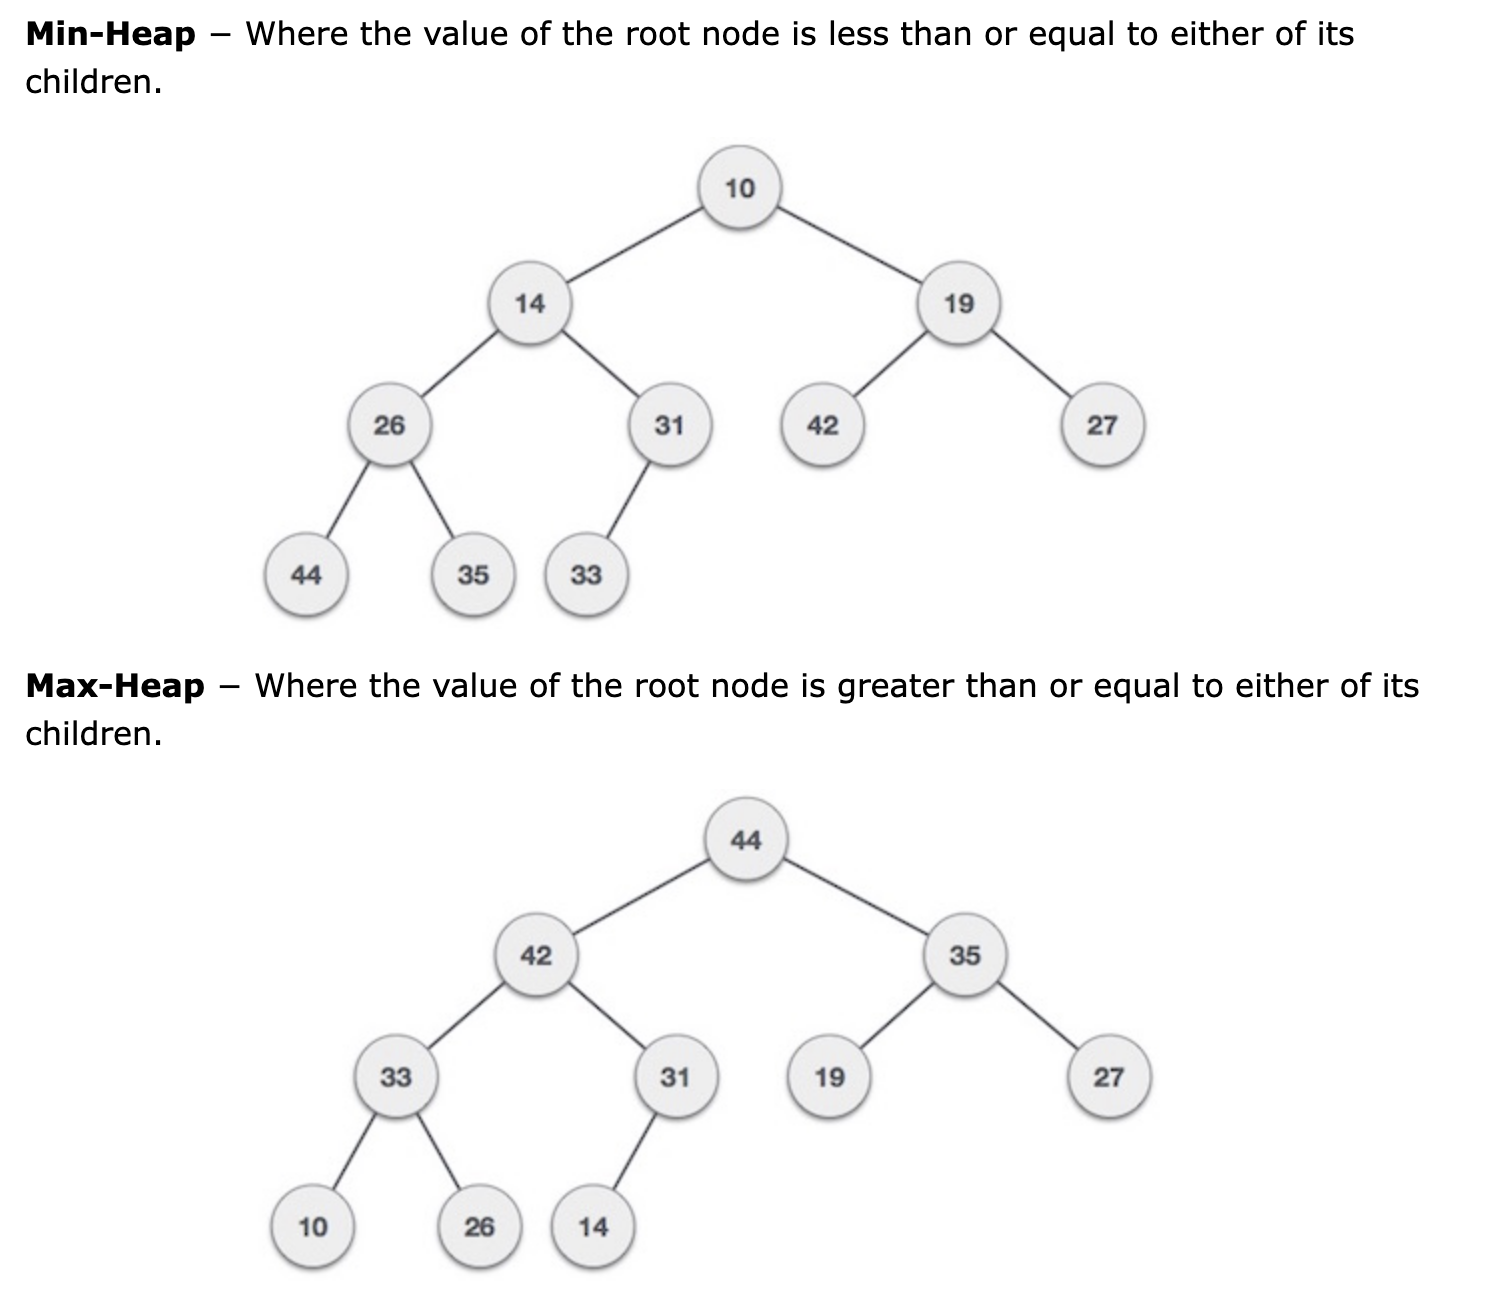 Min-Heap – Where the value of the root node is less than or equal to either of its
children.
10
14 19
26 31 42 27
44 35 33
Max-Heap – Where the value of the root node is greater than or equal to either of its
children.
44
42 35
33 31 19 27
10 26 14